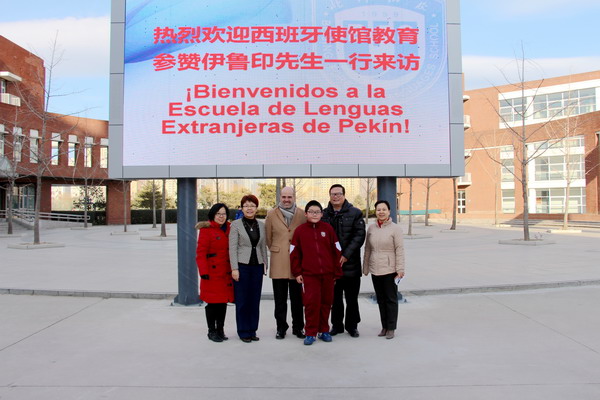 热烈欢迎西班牙使馆教育
参赞伊鲁印先生一行来访
¡Bienvenidos a la
Escuela de Lenguas
Extranjeras de Pekín!